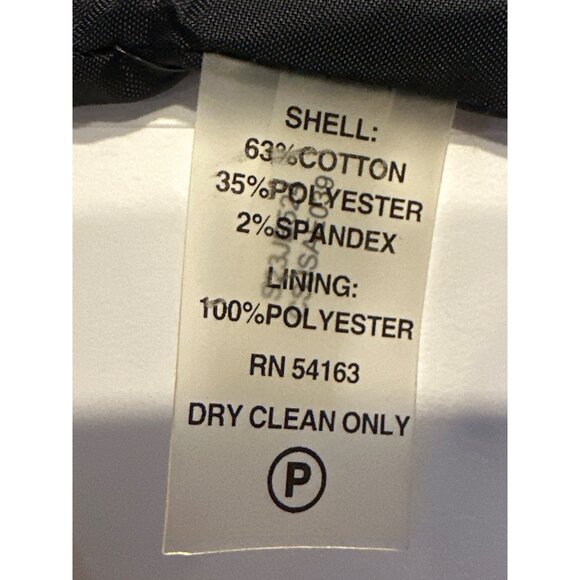 SHELL:
63%COTTON
35%POLYESTER
2%SPANDEX
LINING:
100%POLYESTER
RN 54163
DRY CLEAN ONLY
P